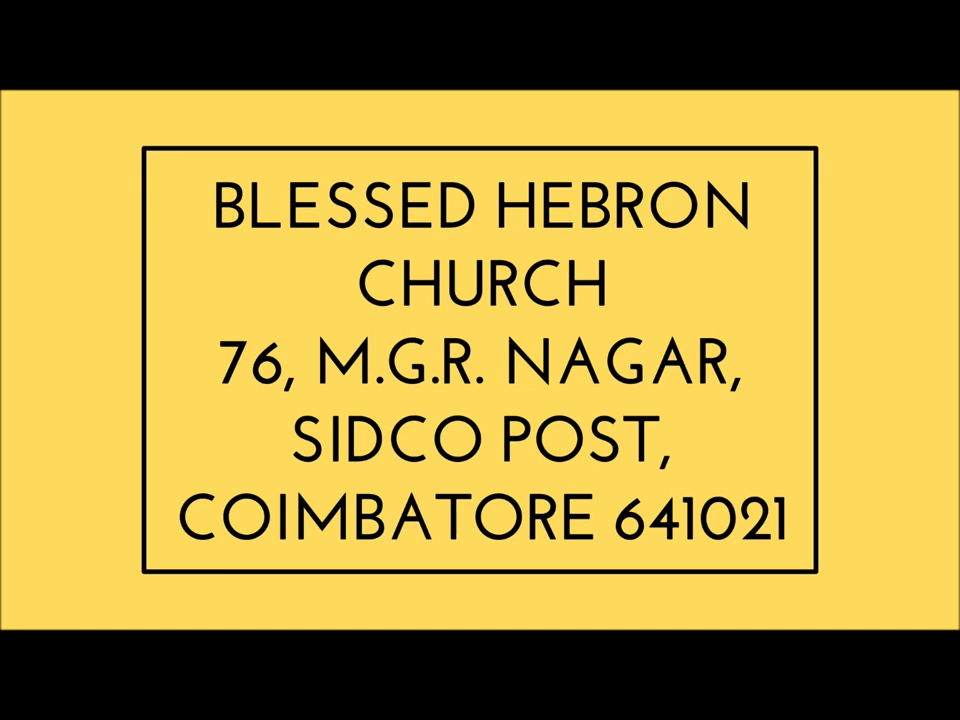 BLESSED HEBRON
CHURCH
76, M.G.R. NAGAR,
SIDCO POST,
COIMBATORE 641021